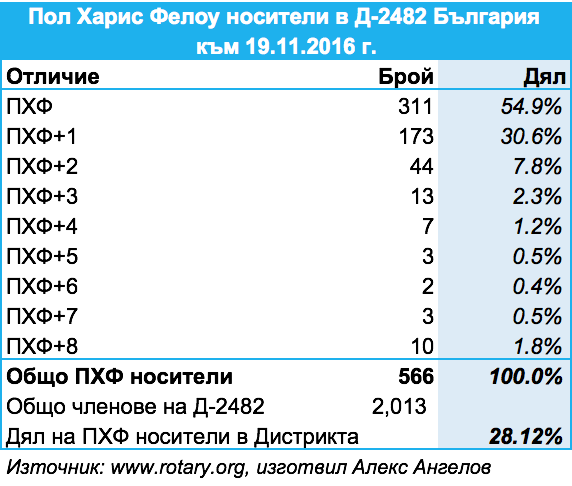 Пол Харис Фелоу носители в Д-2482 България
към 19.11.2016 г.
Отличие Брой Дял
ПХФ 311 54.9%
ПХФ+1 173 30.6%
ПХФ+2 44 7.8%
ПХФ+3 13 2.3%
ПХФ+4 7 1.2%
ПХФ+5 3 0.5%
ПХФ+6 2 0.4%
ПХФ+7 3 0.5%
ПХФ+8 10 1.8%
Общо ПХФ носители 566 100.0%
Общо членове на Д-2482 2,013
Дял на ПХФ носители в Дистрикта 28.12%
Източник: www.rotary.org, изготвил Алекс Ангелов